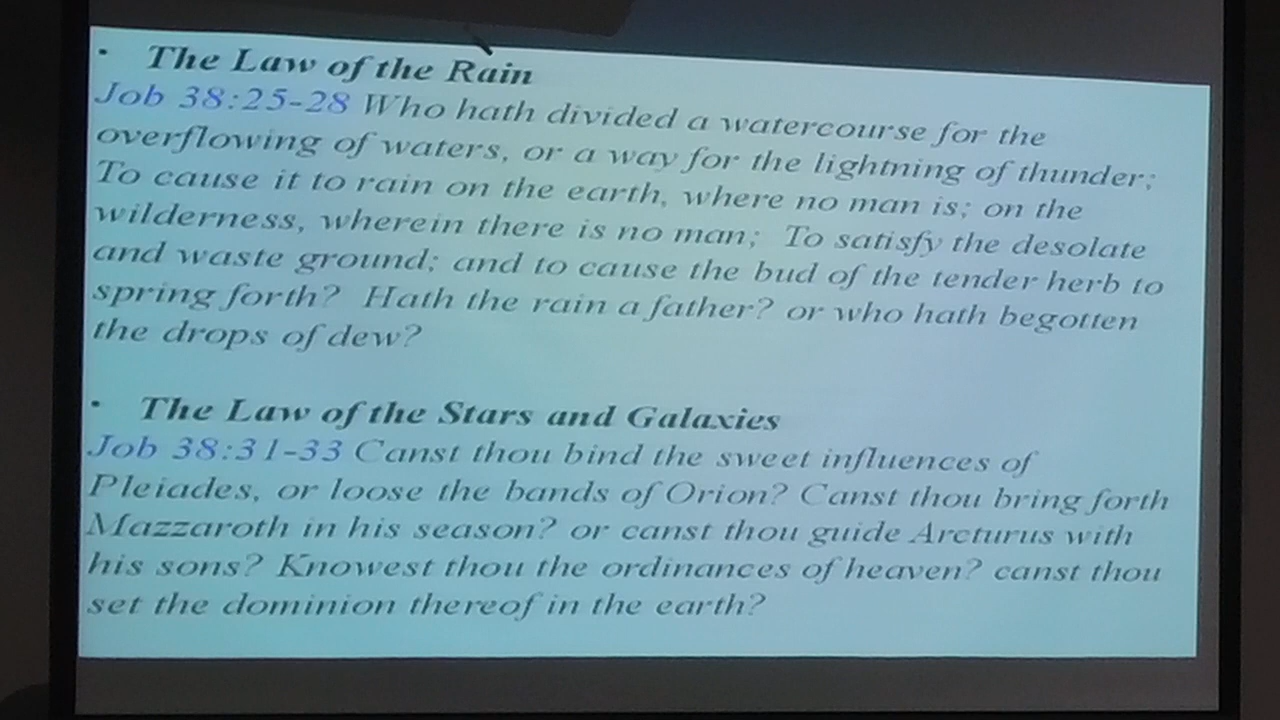 • The Law of the Rain
Job 38:25-28 Who hath divided a watercourse for the
overflowing of waters, or a way for the lightning of thunder;
To cause it to rain on the earth, where no man is; on the
wilderness, wherein there is no man; To satisfy the desolate
and waste ground; and to cause the bud of the tender herb to
spring forth? Hath the rain a father? or who hath begotten
the drops of dew?
• The Law of the Stars and Galaxies
Job 38:31-33 Canst thou bind the sweet influences of
Pleiades, or loose the bands of Orion? Canst thou bring forth
Mazzaroth in his season? or canst thou guide Arcturus with
his sons? Knowest thou the ordinances of heaven? canst thou
set the dominion thereof in the earth?